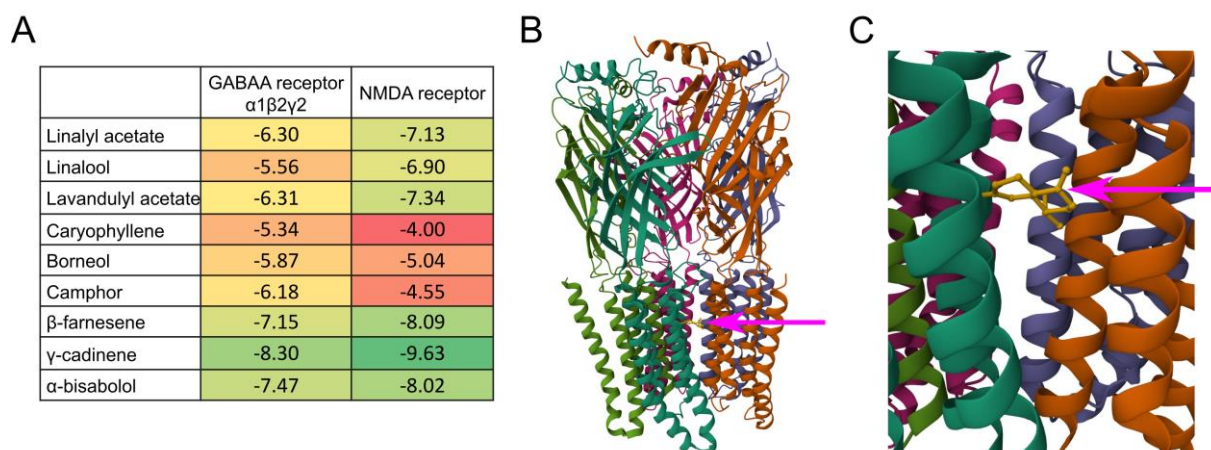 A
B
C
GABAA receptor
α1β2γ2
NMDA receptor
Linalyl acetate -6.30 -7.13
Linalool -5.56 -6.90
Lavandulyl acetate -6.31 -7.34
Caryophyllene -5.34 -4.00
Borneol -5.87 -5.04
Camphor -6.18 -4.55
β-farnesene -7.15 -8.09
γ-cadinene -8.30 -9.63
α-bisabolol -7.47 -8.02